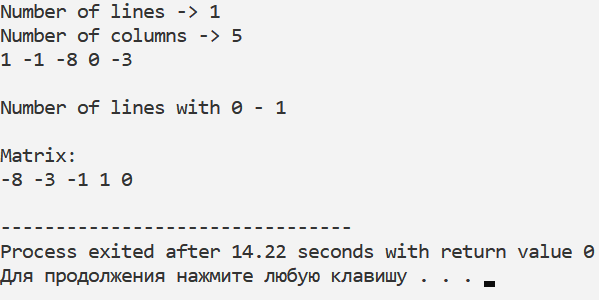 Number of lines -> 1
Number of columns -> 5
1 -1 -8 0 -3
Number of lines with 0 - 1
Matrix:
-8 -3 -1 1 0
--------------------------------
Process exited after 14.22 seconds with return value 0
Для продолжения нажмите любую клавишу . . .